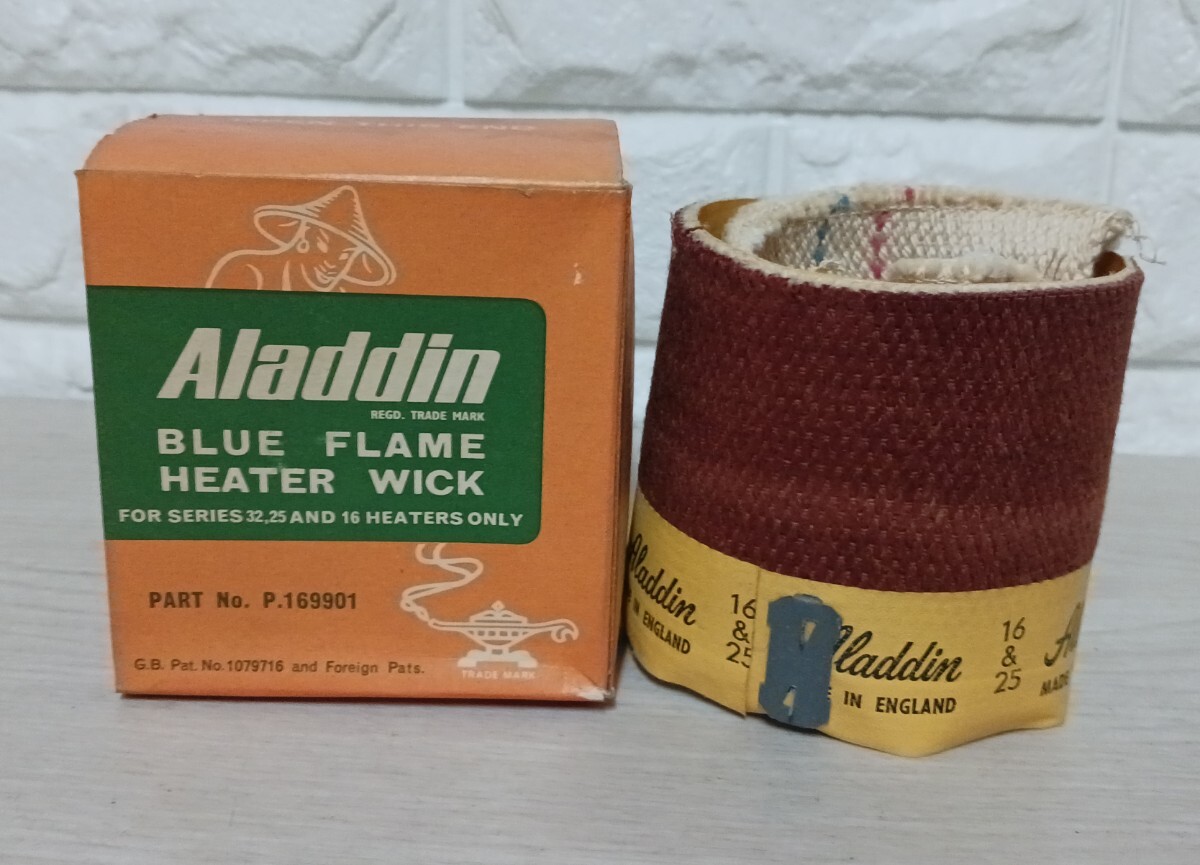 Aladdin
REGD. TRADE MARK
BLUE FLAME
HEATER WICK
FOR SERIES 32,25 AND 16 HEATERS ONLY
PART No. P.169901
G.B. Pat. No. 1079716 and Foreign Pats.
TRADE MARK
Aladdin
IN ENGLAND
16
&
25
Aladdin
IN ENGLAND
16
&
25
MADE